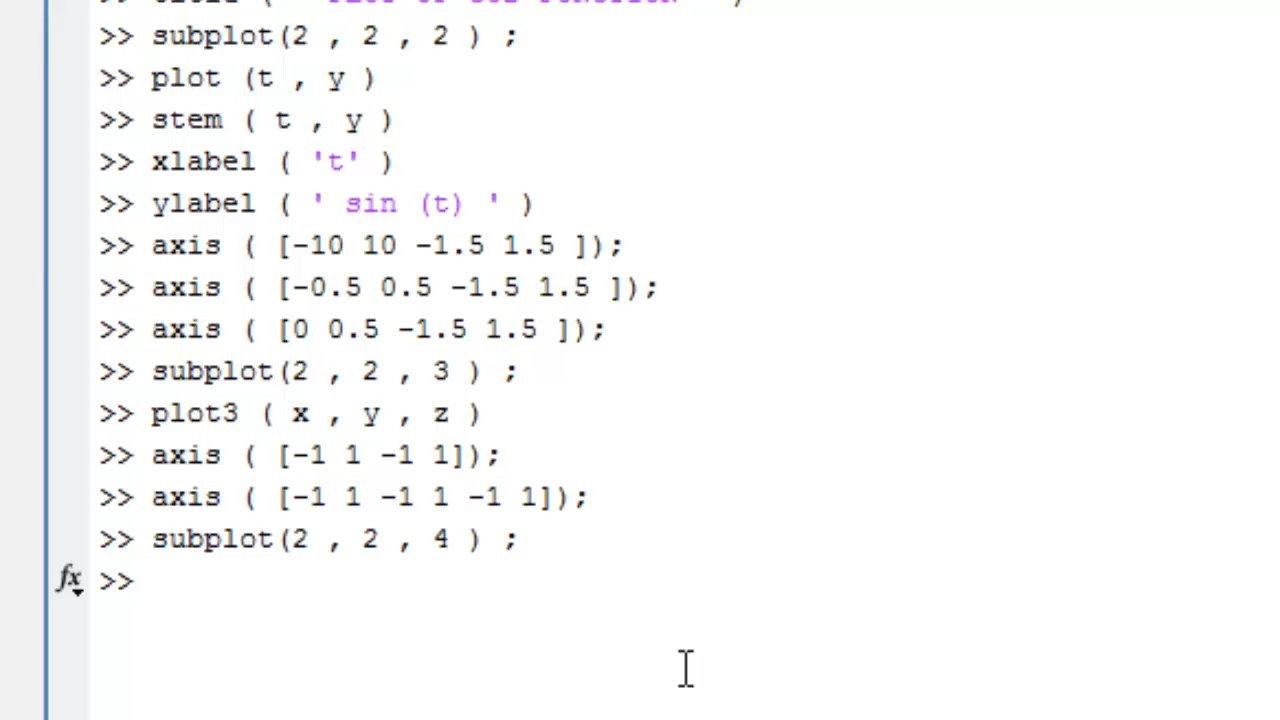 >> subplot(2 , 2 , 2 ) ;
>> plot (t , y )
>> stem ( t , y )
>> xlabel ( 't' )
>> ylabel ( ' sin (t) ' )
>> axis ( [-10 10 -1.5 1.5 ]);
>> axis ( [-0.5 0.5 -1.5 1.5 ]);
>> axis ( [0 0.5 -1.5 1.5 ]);
>> subplot(2 , 2 , 3 ) ;
>> plot3 ( x , y , z )
>> axis ( [-1 1 -1 1]);
>> axis ( [-1 1 -1 1 -1 1]);
>> subplot(2 , 2 , 4 ) ;
fx >>